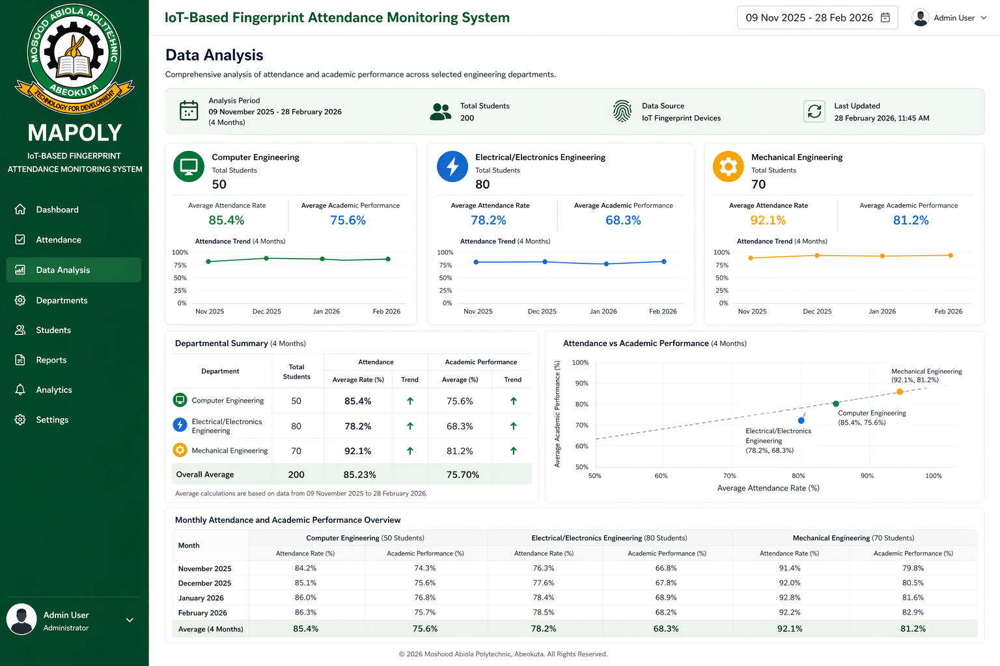 MOSOOD ABIOLA POLYTECHNIC
ABEOKUTA
TECHNOLOGY FOR DEVELOPMENT
MAPOLY
IoT-BASED FINGERPRINT
ATTENDANCE MONITORING SYSTEM
Dashboard
Attendance
Data Analysis
Departments
Students
Reports
Analytics
Settings
Admin User
Administrator
IoT-Based Fingerprint Attendance Monitoring System
09 Nov 2025 - 28 Feb 2026
Admin User
Data Analysis
Comprehensive analysis of attendance and academic performance across selected engineering departments.
Analysis Period
09 November 2025 - 28 February 2026
(4 Months)
Total Students
200
Data Source
IoT Fingerprint Devices
Last Updated
28 February 2026, 11:45 AM
Computer Engineering
Total Students
50
Average Attendance Rate
85.4%
Average Academic Performance
75.6%
Attendance Trend (4 Months)
100%
75%
50%
25%
0%
Nov 2025 Dec 2025 Jan 2026 Feb 2026
Electrical/Electronics Engineering
Total Students
80
Average Attendance Rate
78.2%
Average Academic Performance
68.3%
Attendance Trend (4 Months)
100%
75%
50%
25%
0%
Nov 2025 Dec 2025 Jan 2026 Feb 2026
Mechanical Engineering
Total Students
70
Average Attendance Rate
92.1%
Average Academic Performance
81.2%
Attendance Trend (4 Months)
100%
75%
50%
25%
0%
Nov 2025 Dec 2025 Jan 2026 Feb 2026
Departmental Summary (4 Months)
Department Total Students Attendance Academic Performance
Average Rate (%) Trend Average (%) Trend
Computer Engineering 50 85.4% ↑ 75.6% ↑
Electrical/Electronics Engineering 80 78.2% ↑ 68.3% ↑
Mechanical Engineering 70 92.1% ↑ 81.2% ↑
Overall Average 200 85.23% 75.70%
Average calculations are based on data from 09 November 2025 to 28 February 2026.
Attendance vs Academic Performance (4 Months)
Average Academic Performance (%)
100%
90%
80%
70%
60%
50%
Mechanical Engineering
(92.1%, 81.2%)
Computer Engineering
(85.4%, 75.6%)
Electrical/Electronics
Engineering
(78.2%, 68.3%)
50% 60% 70% 80% 90% 100%
Average Attendance Rate (%)
Monthly Attendance and Academic Performance Overview
Month Computer Engineering (50 Students) Electrical/Electronics Engineering (80 Students) Mechanical Engineering (70 Students)
Attendance Rate (%) Academic Performance (%) Attendance Rate (%) Academic Performance (%) Attendance Rate (%) Academic Performance (%)
November 2025 84.2% 74.3% 76.3% 66.8% 91.4% 79.8%
December 2025 85.1% 75.6% 77.6% 67.8% 92.0% 80.5%
January 2026 86.0% 76.8% 78.4% 68.9% 92.8% 81.6%
February 2026 86.3% 75.7% 78.5% 68.2% 92.2% 82.9%
Average (4 Months) 85.4% 75.6% 78.2% 68.3% 92.1% 81.2%
© 2026 Moshood Abiola Polytechnic, Abeokuta. All Rights Reserved.